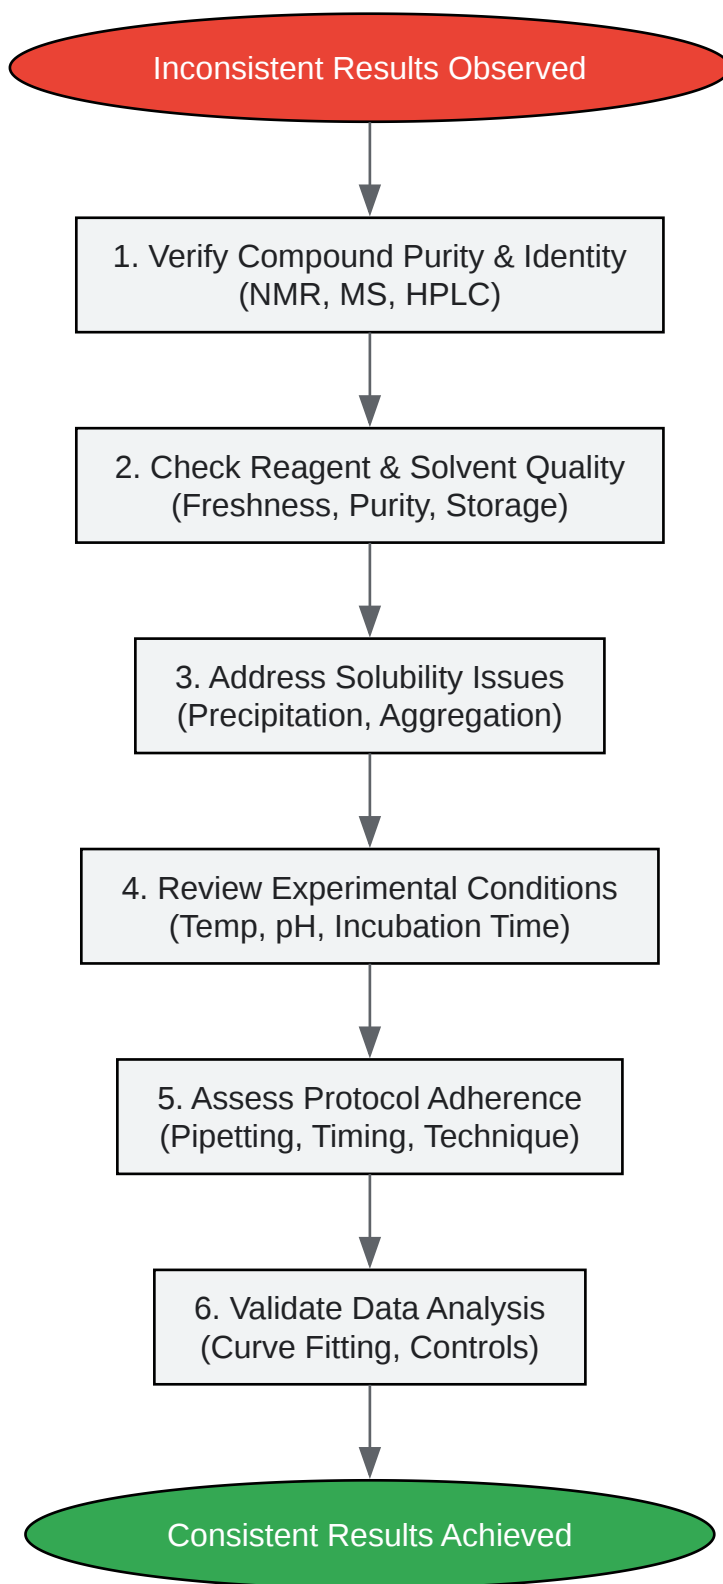 Inconsistent Results Observed
1. Verify Compound Purity & Identity
(NMR, MS, HPLC)
2. Check Reagent & Solvent Quality
(Freshness, Purity, Storage)
3. Address Solubility Issues
(Precipitation, Aggregation)
4. Review Experimental Conditions
(Temp, pH, Incubation Time)
5. Assess Protocol Adherence
(Pipetting, Timing, Technique)
6. Validate Data Analysis
(Curve Fitting, Controls)
Consistent Results Achieved